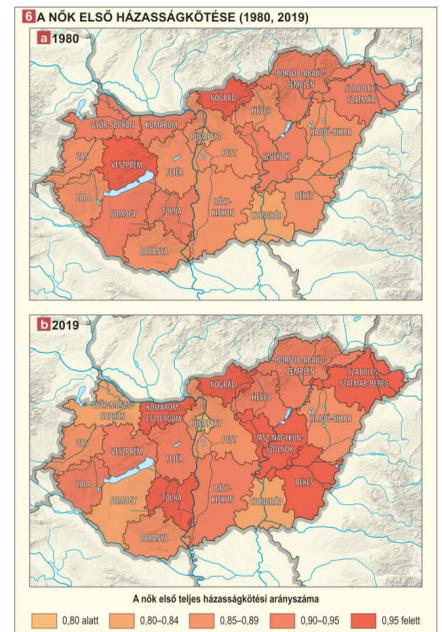 6 A NŐK ELSŐ HÁZASSÁGKÖTÉSE (1980, 2019)
a 1980
BORSOD-ABAÚJ-
ZEMPLÉN
SZABOLCS-
SZATMÁR
NÓGRÁD
HEVES
GYŐR-SOPRON
KOMÁROM
BUDAPEST
HAJDÚ-BIHAR
VAS
VESZPRÉM
FEJÉR
PEST
SZOLNOK
ZALA
SOMOGY
TOLNA
BÁCS-
KISKUN
BÉKÉS
CSONGRÁD
BARANYA
b 2019
BORSOD-ABAÚJ-
ZEMPLÉN
SZABOLCS-
SZATMÁR-BEREG
NÓGRÁD
HEVES
GYŐR-MOSON-
SOPRON
KOMÁROM-
ESZTERGOM
BUDAPEST
HAJDÚ-BIHAR
VAS
VESZPRÉM
FEJÉR
PEST
JÁSZ-NAGYKUN-
SZOLNOK
ZALA
SOMOGY
TOLNA
BÁCS-
KISKUN
BÉKÉS
CSONGRÁD
BARANYA
A nők első teljes házasságkötési arányszáma
0,80 alatt
0,80–0,84
0,85–0,89
0,90–0,95
0,95 felett